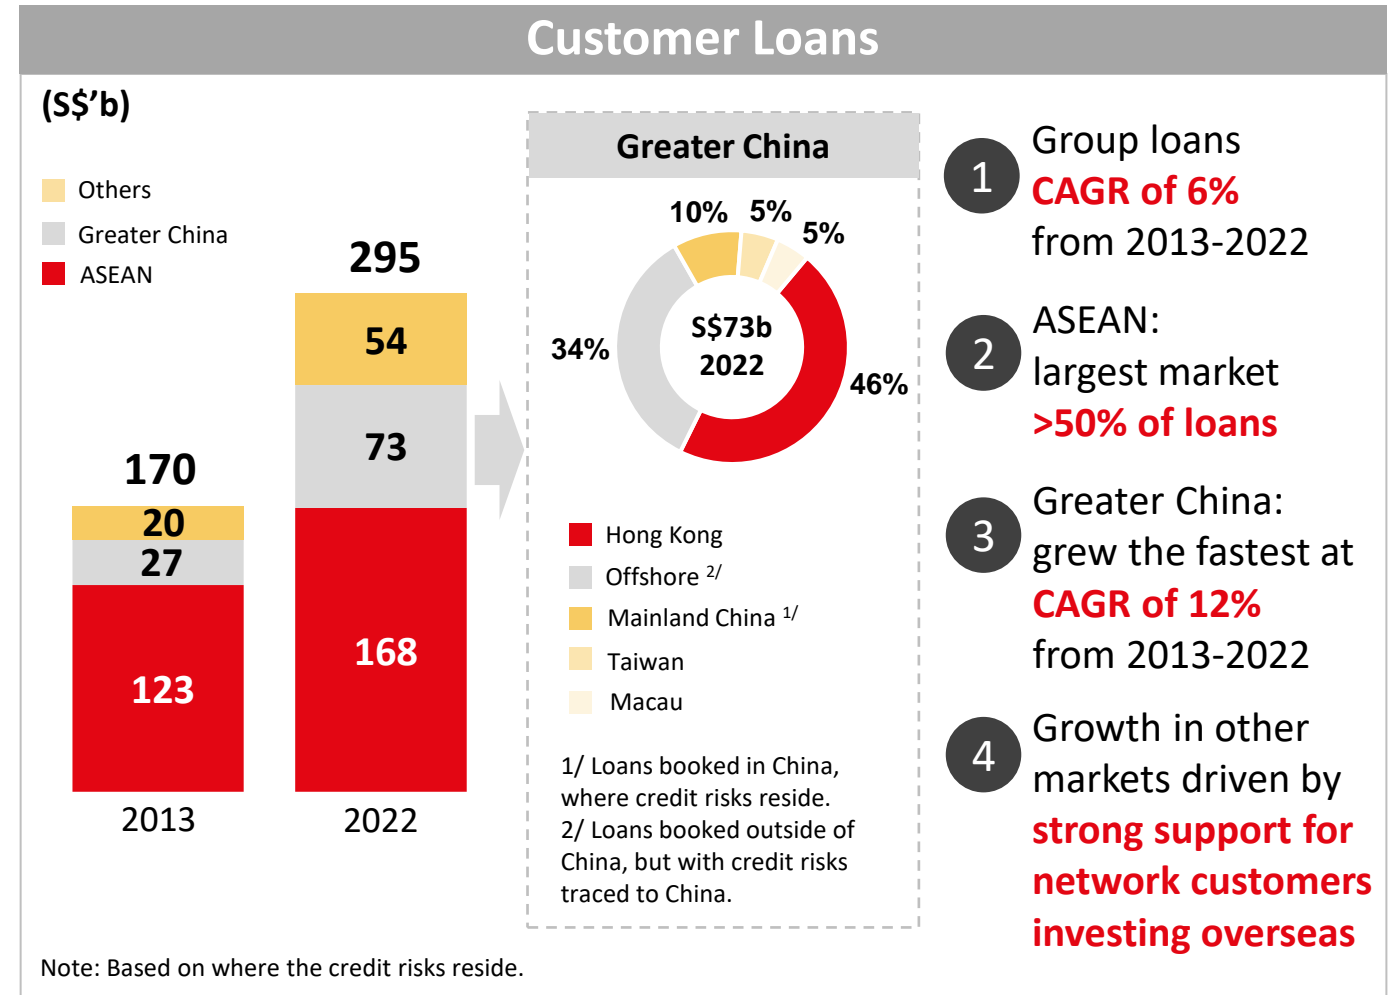 Customer Loans
(S$'b)
Others
Greater China
ASEAN
170
20
27
123
2013
295
54
73
168
2022
Greater China
10%
5%
5%
34%
46%
S$73b
2022
Hong Kong
Offshore 2/
Mainland China 1/
Taiwan
Macau
1/ Loans booked in China,
where credit risks reside.
2/ Loans booked outside of
China, but with credit risks
traced to China.
1
Group loans
CAGR of 6%
from 2013-2022
2
ASEAN:
largest market
>50% of loans
3
Greater China:
grew the fastest at
CAGR of 12%
from 2013-2022
4
Growth in other
markets driven by
strong support for
network customers
investing overseas
Note: Based on where the credit risks reside.